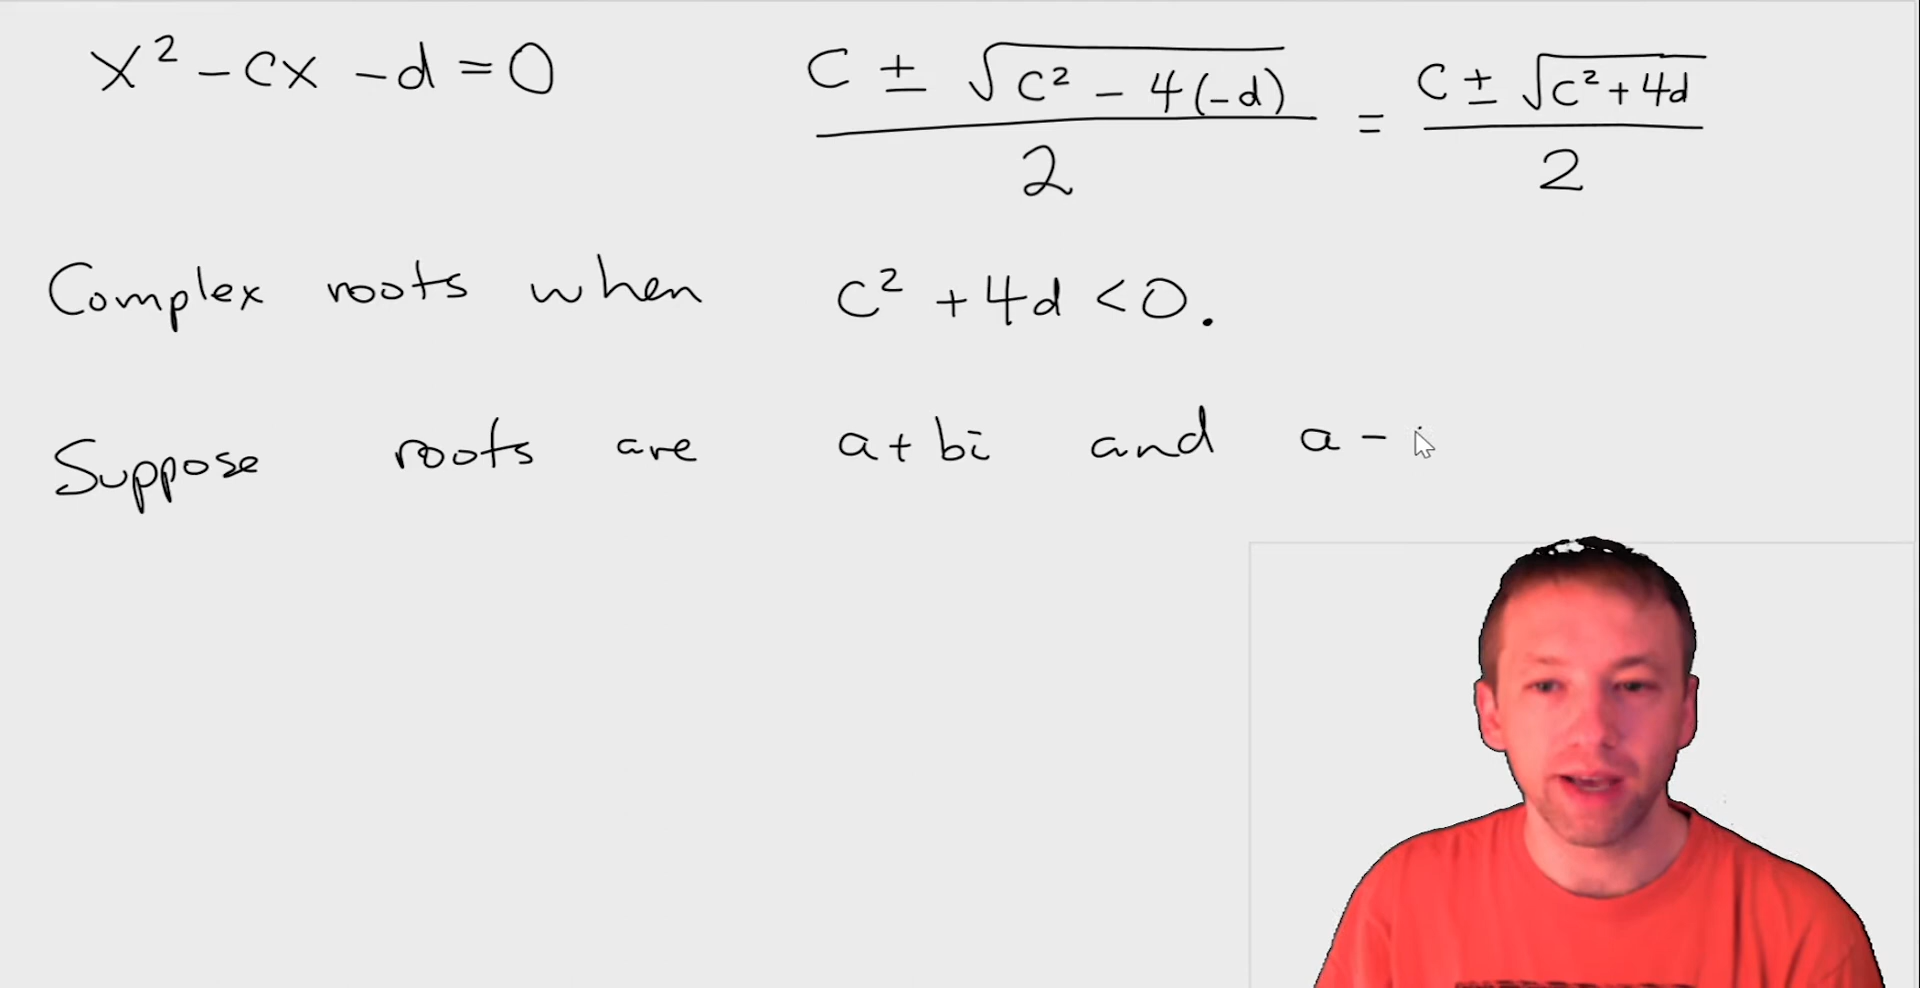 x² - cx - d = 0    (c ± √(c² - 4(-d)))/2 = (c ± √(c² + 4d))/2
Complex roots when c² + 4d < 0.
Suppose roots are a + bi and a -